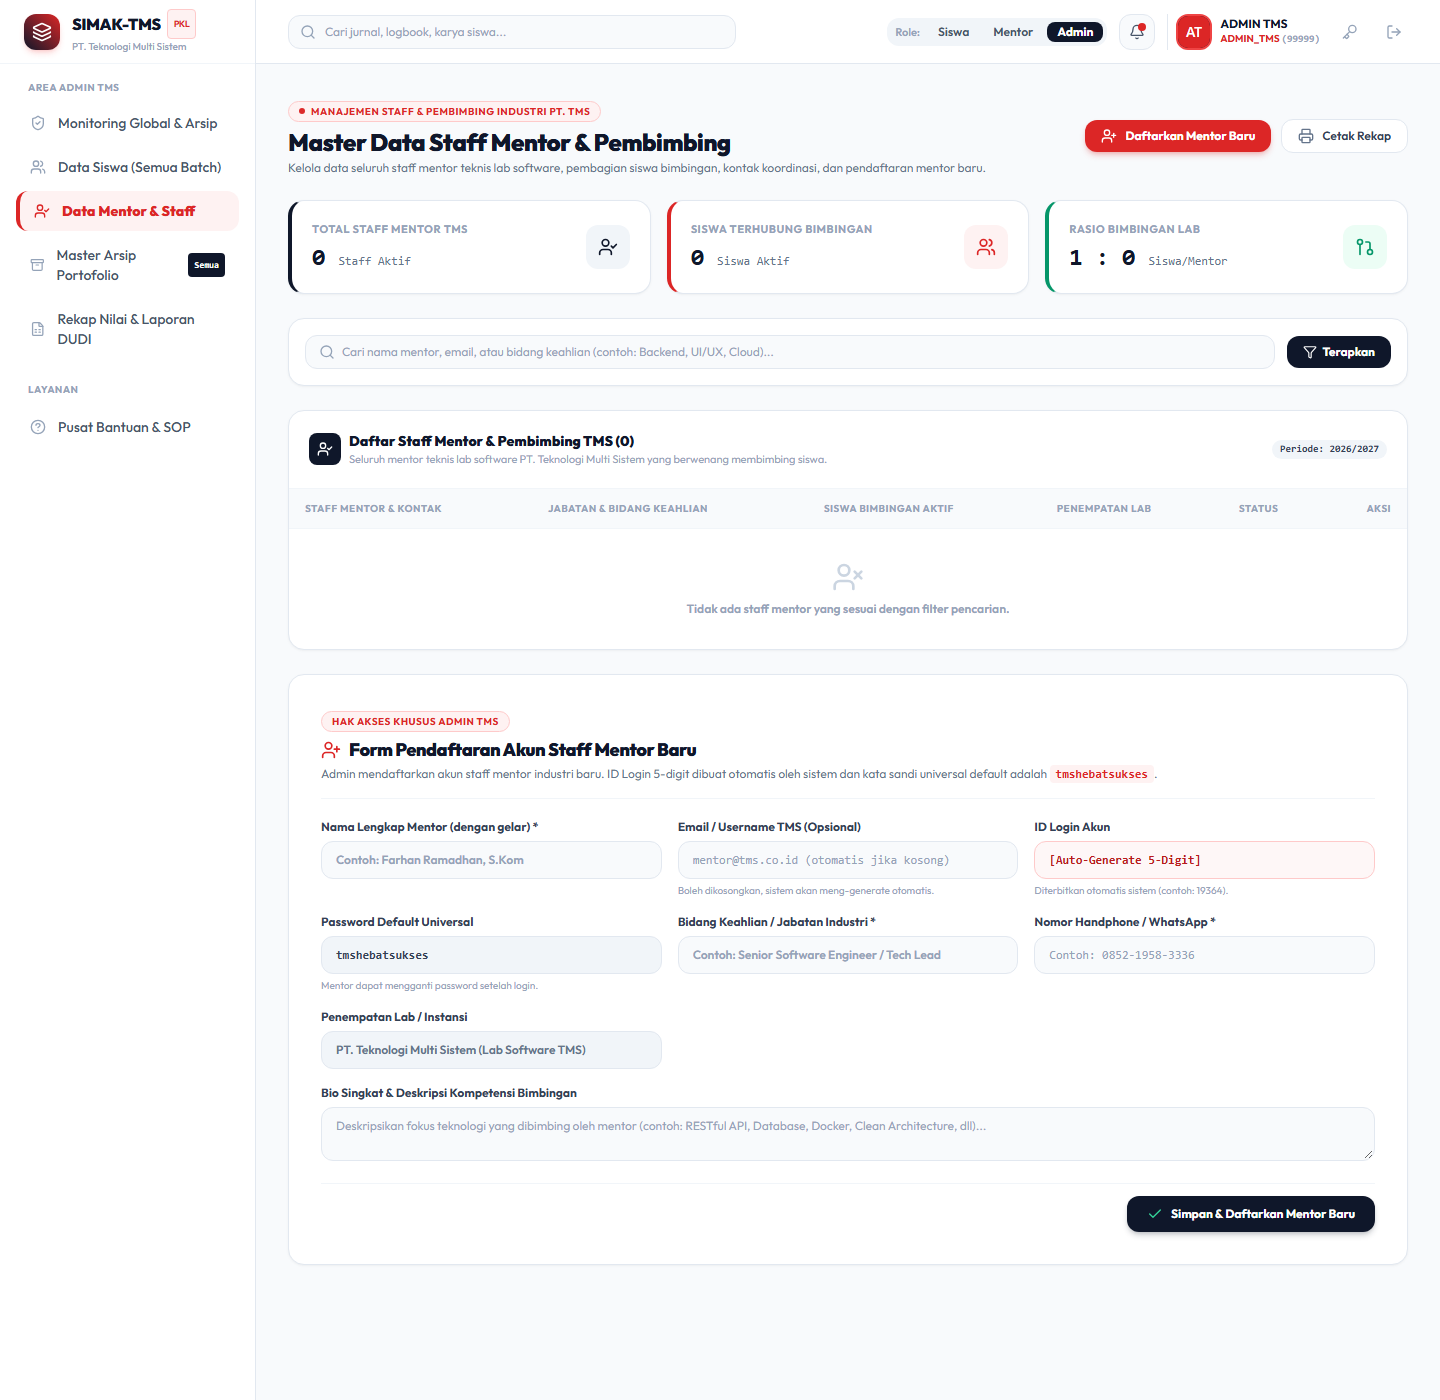 SIMAK-TMS PKL
PT. Teknologi Multi Sistem
Cari jurnal, logbook, karya siswa...
Role: Siswa Mentor Admin
AT
ADMIN TMS
ADMIN_TMS (99999)
AREA ADMIN TMS
Monitoring Global & Arsip
Data Siswa (Semua Batch)
Data Mentor & Staff
Master Arsip
Portofolio
Semua
Rekap Nilai & Laporan
DUDI
LAYANAN
Pusat Bantuan & SOP
MANAJEMEN STAFF & PEMBIMBING INDUSTRI PT. TMS
Master Data Staff Mentor & Pembimbing
Kelola data seluruh staff mentor teknis lab software, pembagian siswa bimbingan, kontak koordinasi, dan pendaftaran mentor baru.
Daftarkan Mentor Baru
Cetak Rekap
TOTAL STAFF MENTOR TMS
0 Staff Aktif
SISWA TERHUBUNG BIMBINGAN
0 Siswa Aktif
RASIO BIMBINGAN LAB
1 : 0 Siswa/Mentor
Cari nama mentor, email, atau bidang keahlian (contoh: Backend, UI/UX, Cloud)...
Terapkan
Daftar Staff Mentor & Pembimbing TMS (0)
Seluruh mentor teknis lab software PT. Teknologi Multi Sistem yang berwenang membimbing siswa.
Periode: 2026/2027
STAFF MENTOR & KONTAK JABATAN & BIDANG KEAHLIAN SISWA BIMBINGAN AKTIF PENEMPATAN LAB STATUS AKSI
Tidak ada staff mentor yang sesuai dengan filter pencarian.
HAK AKSES KHUSUS ADMIN TMS
Form Pendaftaran Akun Staff Mentor Baru
Admin mendaftarkan akun staff mentor industri baru. ID Login 5-digit dibuat otomatis oleh sistem dan kata sandi universal default adalah tmshebatsukses .
Nama Lengkap Mentor (dengan gelar) *
Contoh: Farhan Ramadhan, S.Kom
Email / Username TMS (Opsional)
mentor@tms.co.id (otomatis jika kosong)
Boleh dikosongkan, sistem akan meng-generate otomatis.
ID Login Akun
[Auto-Generate 5-Digit]
Diterbitkan otomatis sistem (contoh: 19364).
Password Default Universal
tmshebatsukses
Mentor dapat mengganti password setelah login.
Bidang Keahlian / Jabatan Industri *
Contoh: Senior Software Engineer / Tech Lead
Nomor Handphone / WhatsApp *
Contoh: 0852-1958-3336
Penempatan Lab / Instansi
PT. Teknologi Multi Sistem (Lab Software TMS)
Bio Singkat & Deskripsi Kompetensi Bimbingan
Deskripsikan fokus teknologi yang dibimbing oleh mentor (contoh: RESTful API, Database, Docker, Clean Architecture, dll)...
Simpan & Daftarkan Mentor Baru